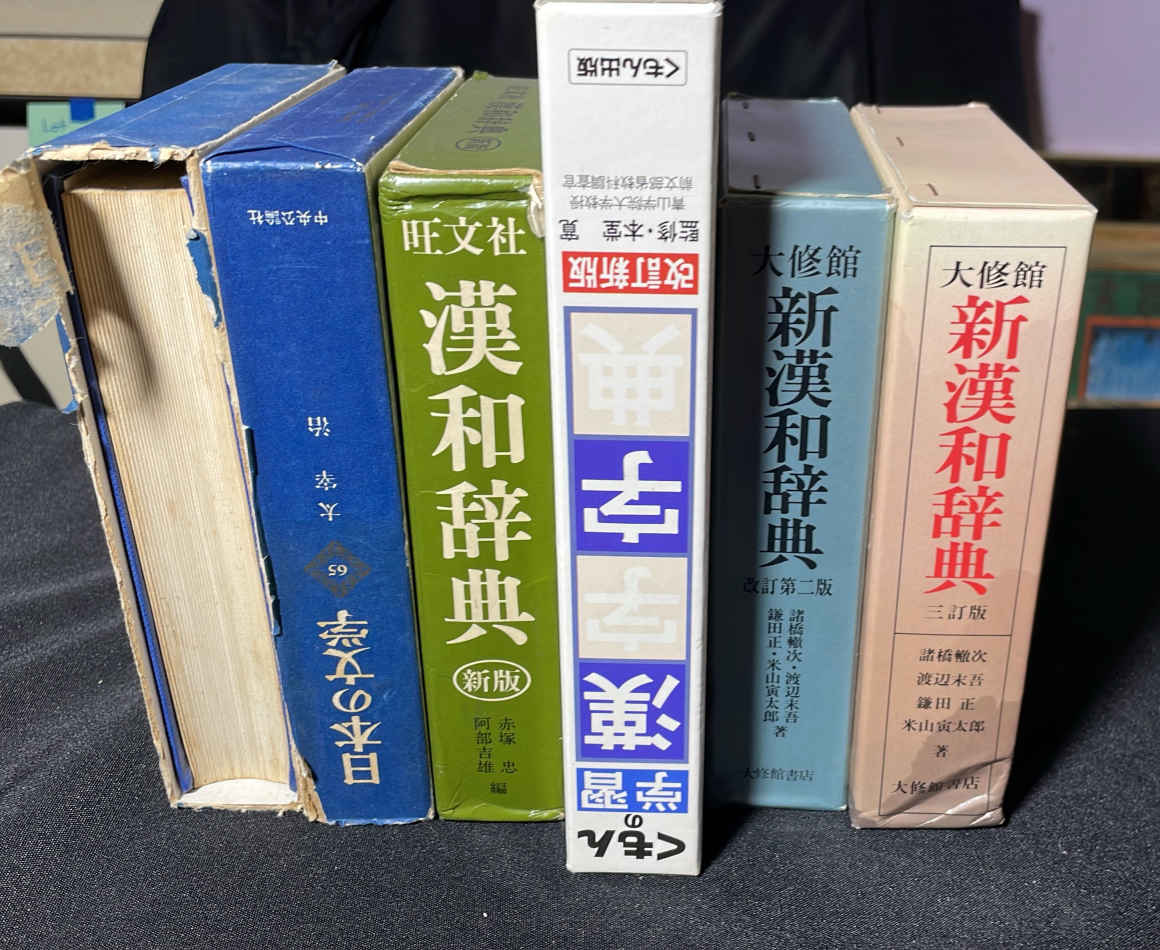 中央公論社
太宰 治
65
日本の文学
旺文社
漢和辞典
新版
赤塚 忠
阿部吉雄
編
くもんの
学習
漢字字典
改訂新版
監修・本堂 寛
青山学院大学教授
前文部省教科調査官
くもん出版
大修館
新漢和辞典
改訂第二版
諸橋轍次・渡辺末吾
鎌田正・米山寅太郎
著
大修館書店
大修館
新漢和辞典
三訂版
諸橋轍次
渡辺末吾
鎌田 正
米山寅太郎
著
大修館書店